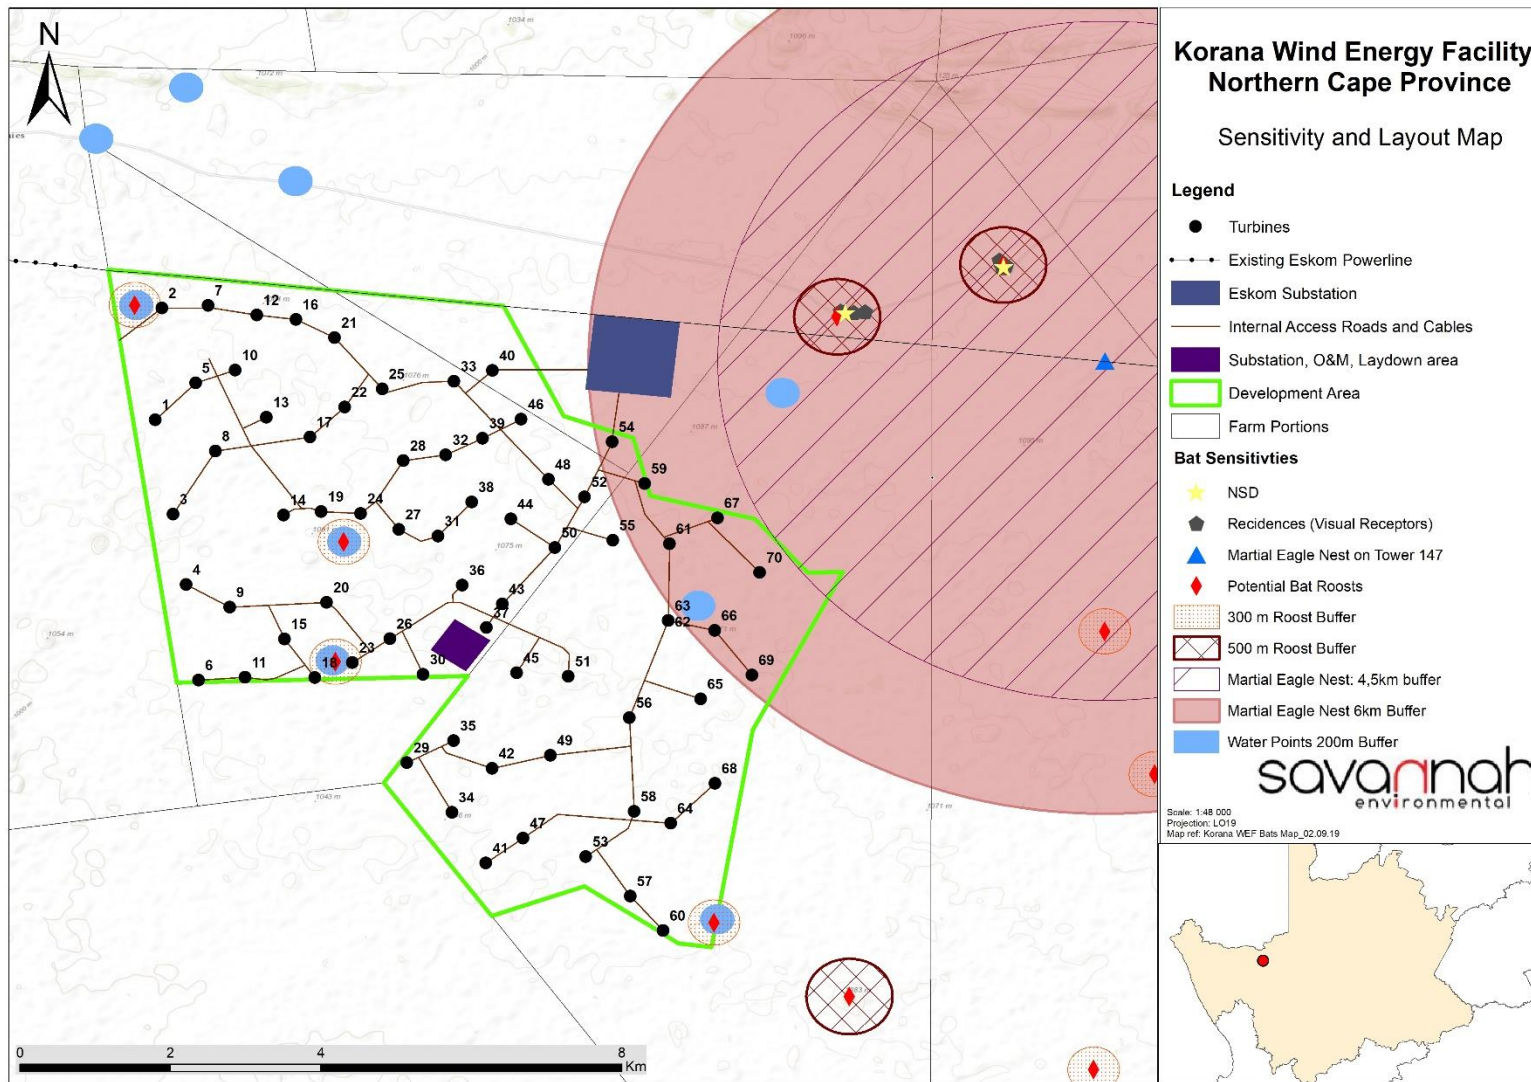 Korana Wind Energy Facility
Northern Cape Province
Sensitivity and Layout Map
Legend
Turbines
Existing Eskom Powerline
Eskom Substation
Internal Access Roads and Cables
Substation, O&M, Laydown area
Development Area
Farm Portions
Bat Sensitivties
NSD
Recidences (Visual Receptors)
Martial Eagle Nest on Tower 147
Potential Bat Roosts
300 m Roost Buffer
500 m Roost Buffer
Martial Eagle Nest: 4,5km buffer
Martial Eagle Nest 6km Buffer
Water Points 200m Buffer
savannah
environmental
Scale: 1:48 000
Projection: LO19
Map ref: Korana WEF Bats Map_02.09.19
N
1034 m
1072 m
2
7
12
16
21
10
5
1
13
8
17
22
25
1076 m
33
40
46
39
32
28
3
14
19
24
27
31
38
48
44
52
54
59
1087 m
50
55
1075 m
61
67
70
4
9
20
36
43
37
63
62
66
69
1054 m
15
26
6
11
18
23
30
45
51
65
56
35
29
42
49
34
68
1043 m
58
64
47
41
53
57
60
1071 m
0
2
4
8
Km